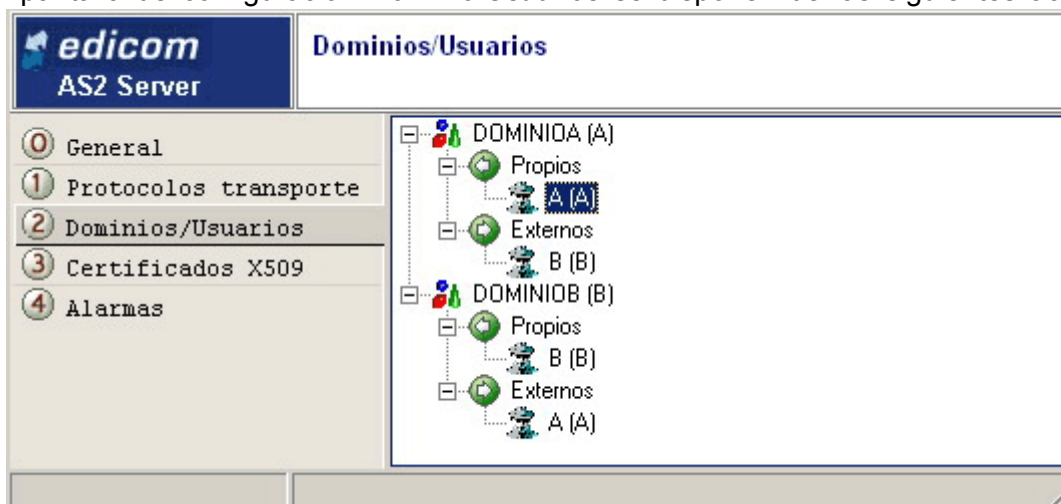 edicom
AS2 Server
Dominios/Usuarios
0 General
1 Protocolos transporte
2 Dominios/Usuarios
3 Certificados X509
4 Alarmas
DOMINIOA (A)
Propios
A (A)
Externos
B (B)
DOMINIOB (B)
Propios
B (B)
Externos
A (A)